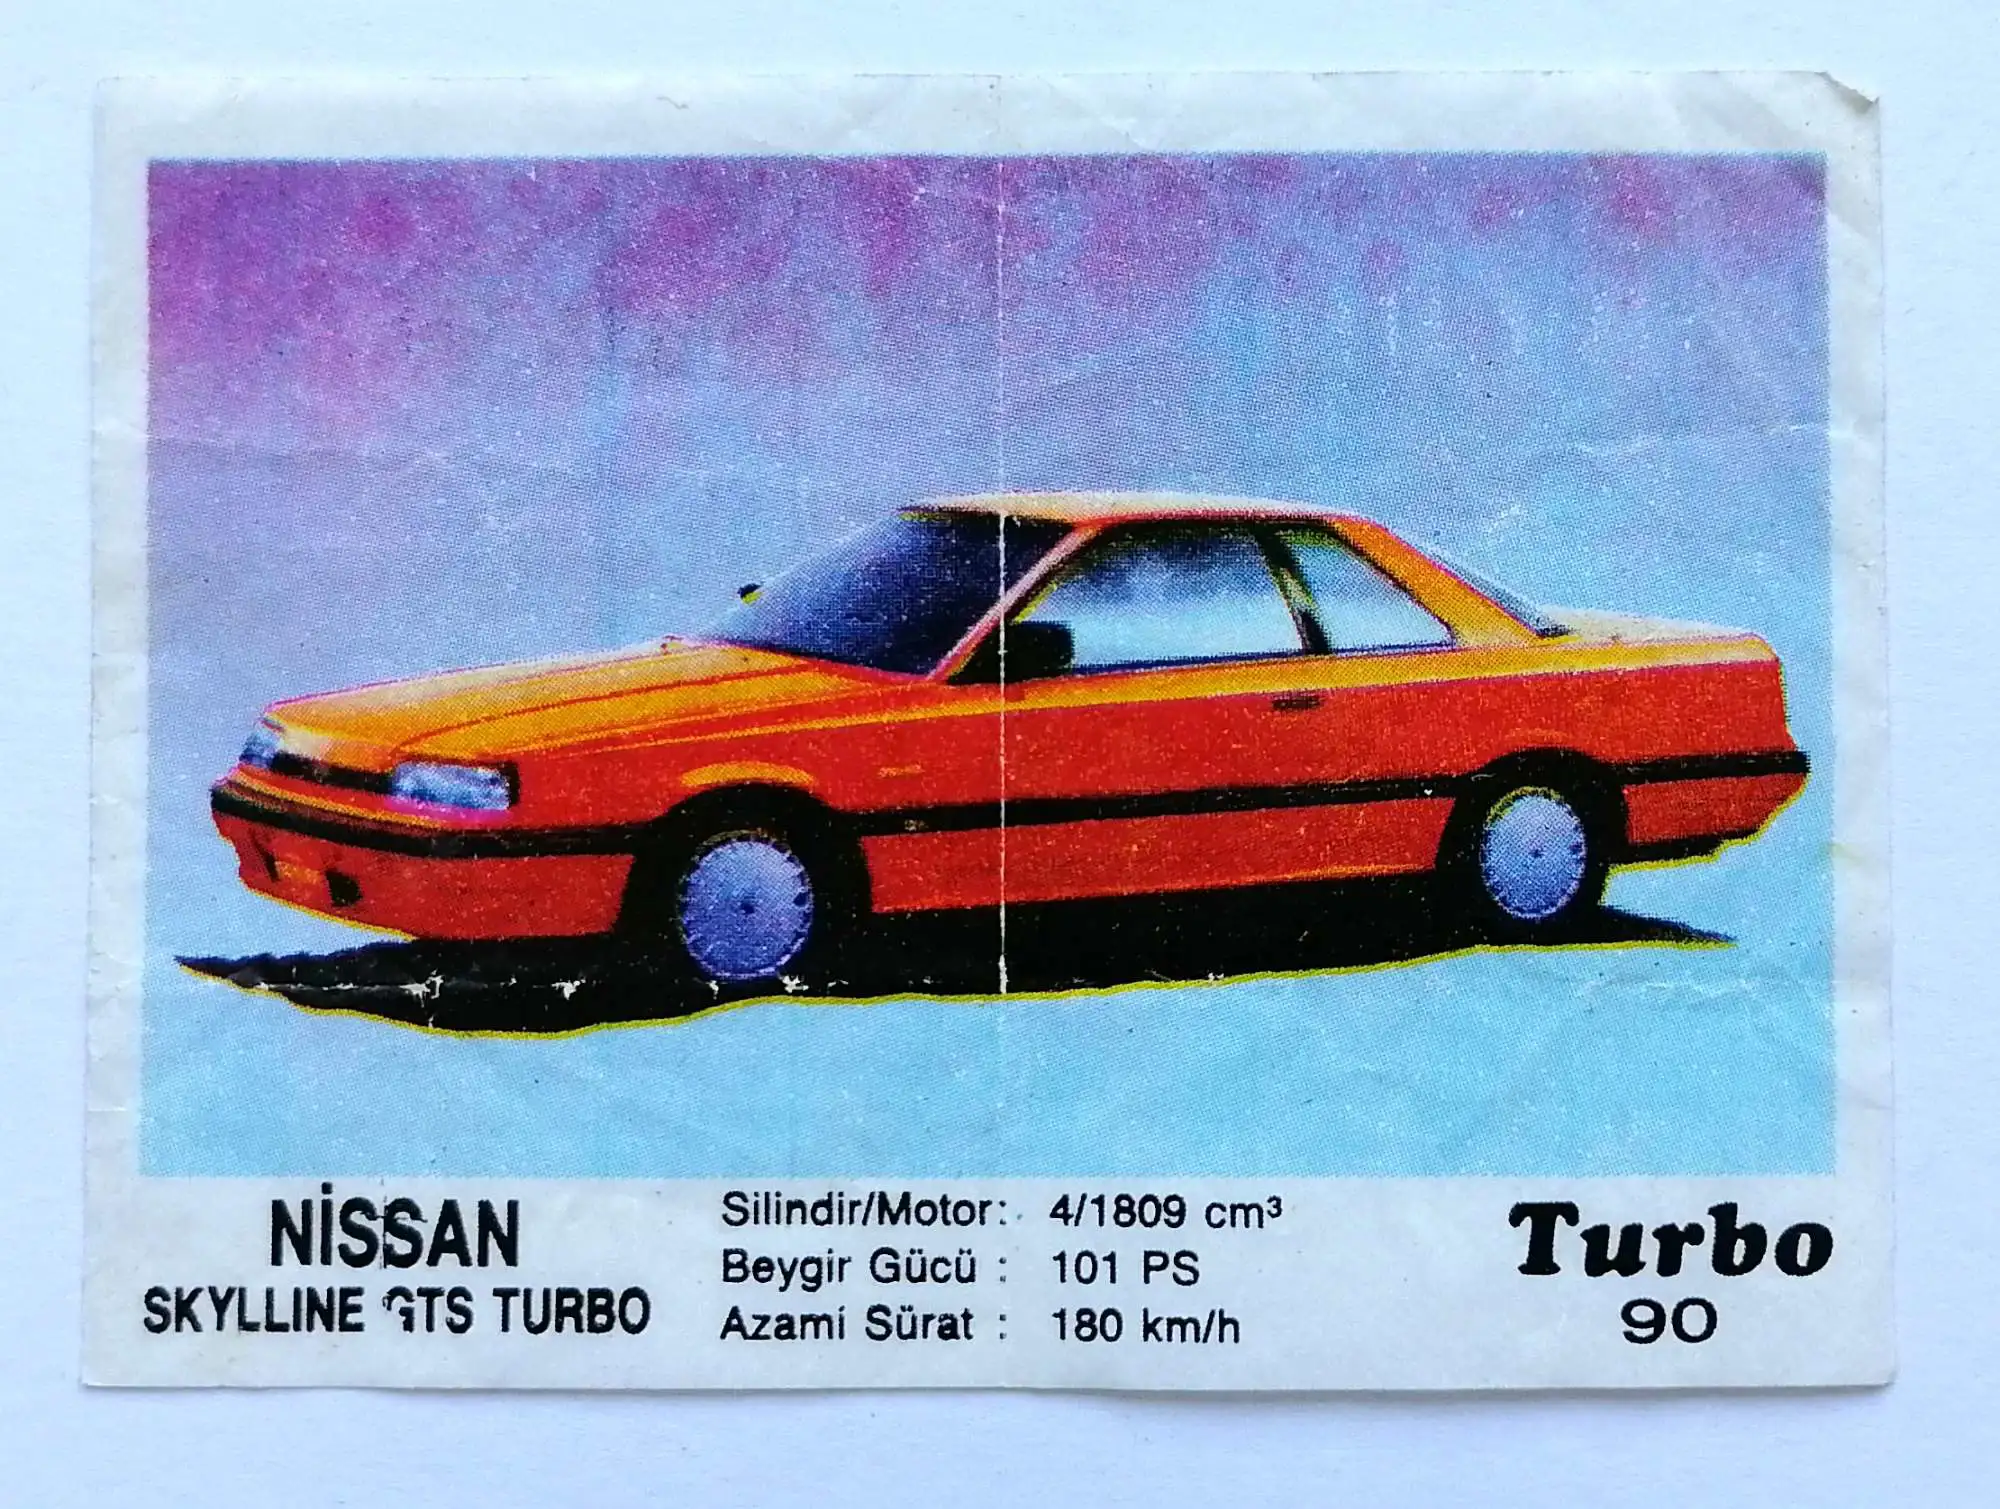 NİSSAN
SKYLLINE GTS TURBO
Silindir/Motor: 4/1809 cm³
Beygir Gücü : 101 PS
Azami Sürat : 180 km/h
Turbo
90